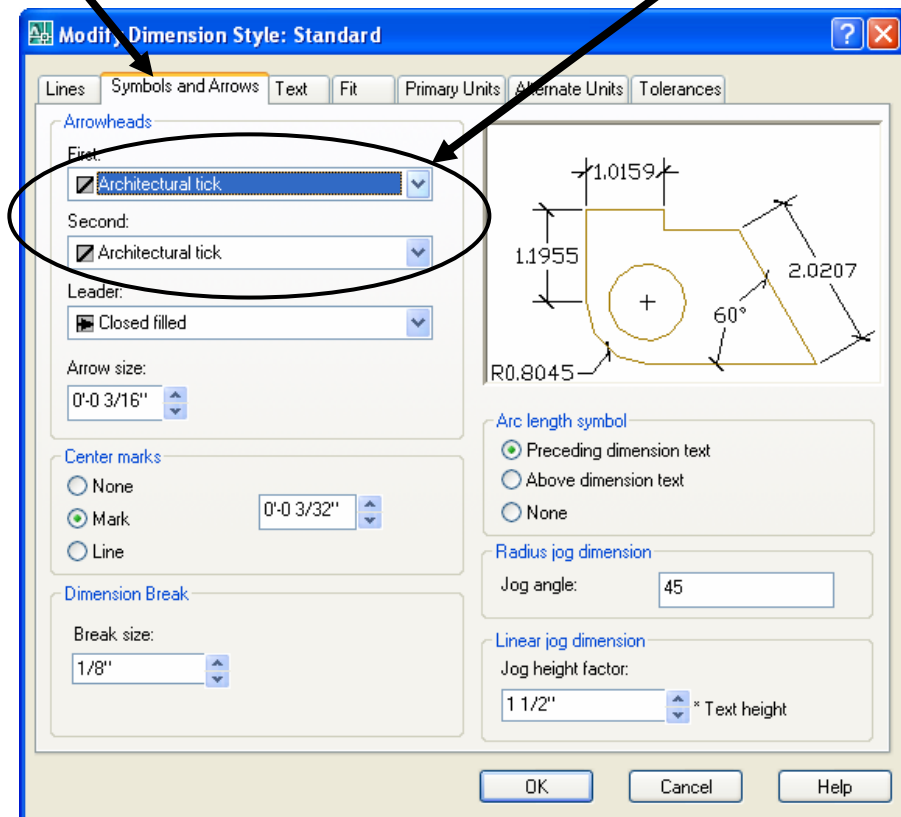 Modify Dimension Style: Standard
Lines Symbols and Arrows Text Fit Primary Units Alternate Units Tolerances
Arrowheads
First:
Architectural tick
Second:
Architectural tick
Leader:
Closed filled
Arrow size:
0'-0 3/16"
Center marks
None
Mark
Line
0'-0 3/32"
Dimension Break
Break size:
1/8"
1.0159
1.1955
2.0207
60°
R0.8045
Arc length symbol
Preceding dimension text
Above dimension text
None
Radius jog dimension
Jog angle:
45
Linear jog dimension
Jog height factor:
1 1/2"
* Text height
OK Cancel Help